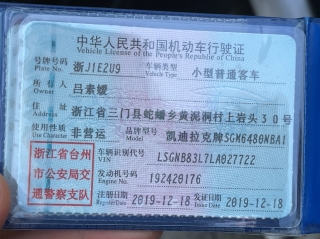 中华人民共和国机动车行驶证
Vehicle License of the People's Republic of China
号牌号码 浙J1E2U9 车辆类型 小型普通客车
Plate No. Vehicle Type
所有人 吕素媛
Owner
住址 浙江省三门县蛇蟠乡黄泥洞村上岩头30号
Address
使用性质 非营运 品牌型号 凯迪拉克牌SGM6480NBA1
Use Character Model
浙江省台州 车辆识别代号 LSGNB83L7LA027722
VIN
市公安局交 发动机号码 192420176
Engine No.
通警察支队 注册日期 2019-12-18 发证日期 2019-12-18
Register Date Issue Date